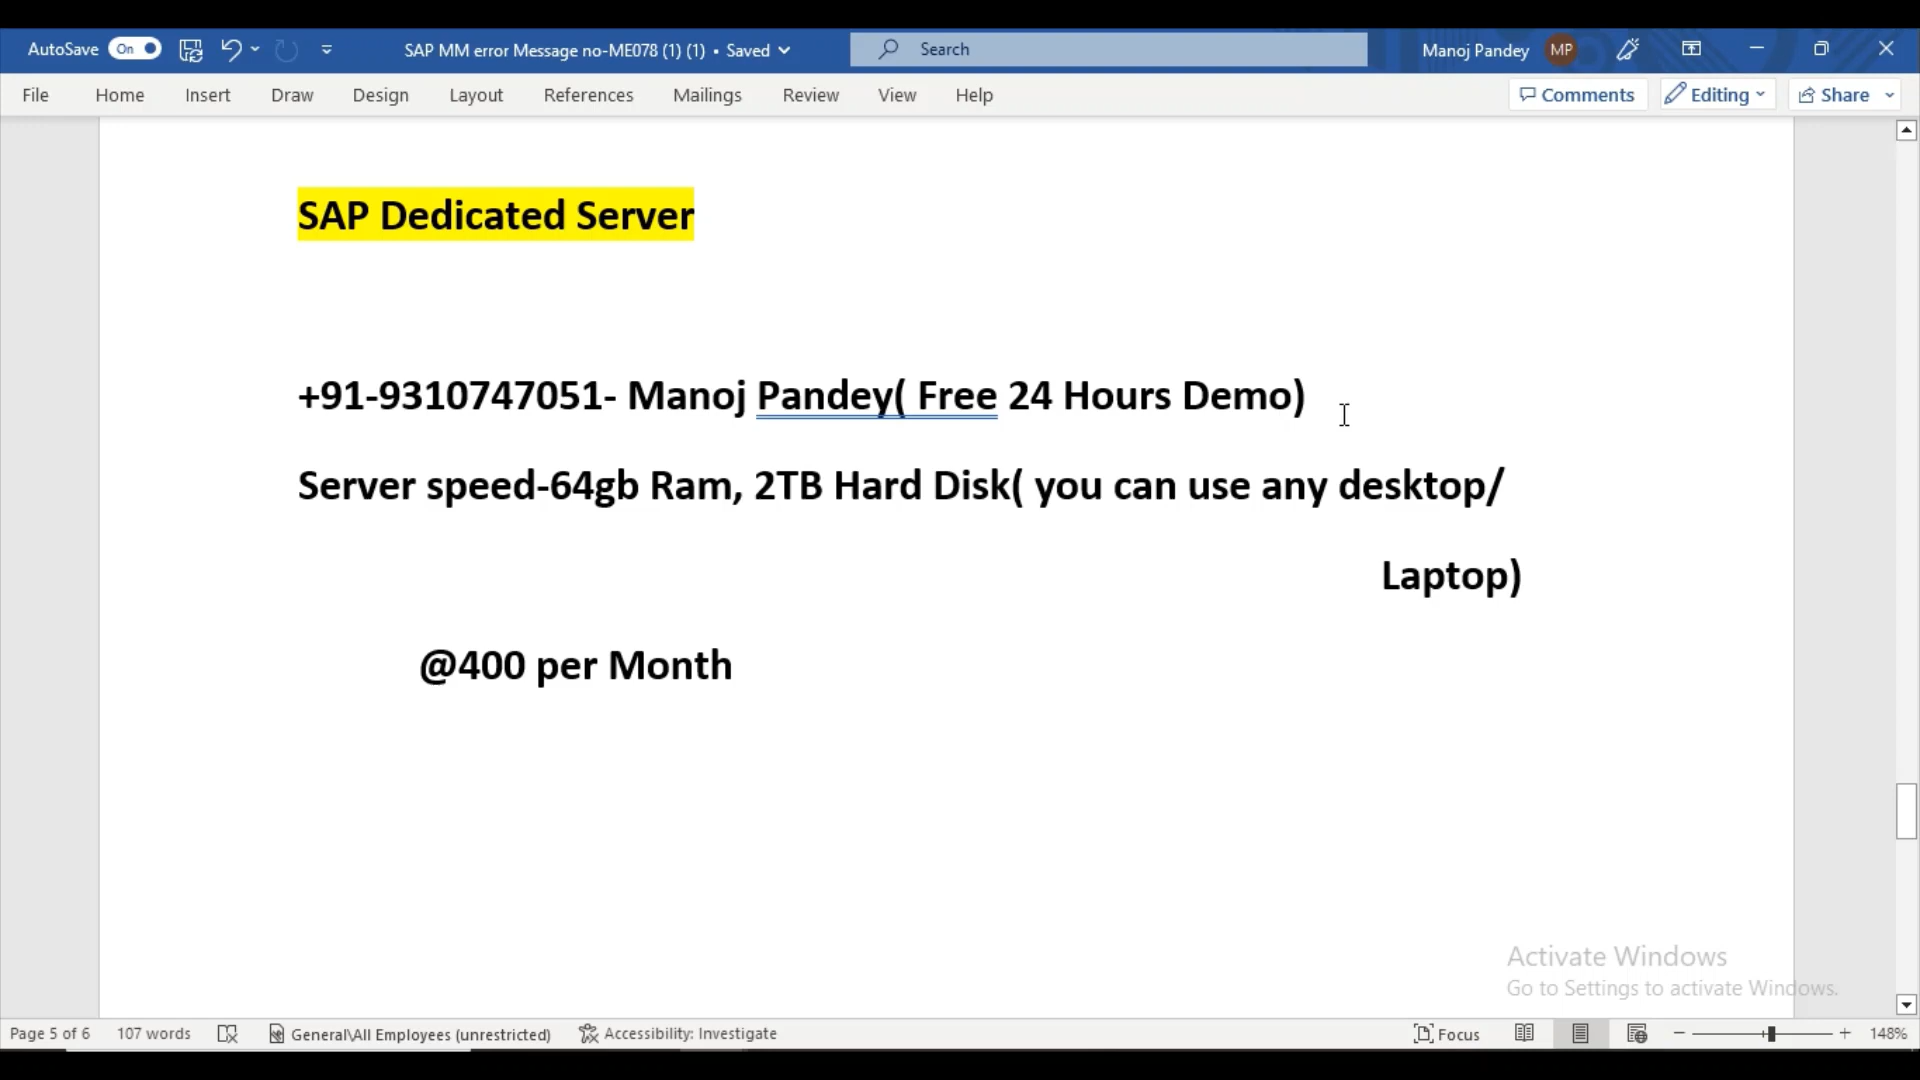 AutoSave On SAP MM error Message no-ME078 (1) (1) • Saved Search Manoj Pandey MP
File Home Insert Draw Design Layout References Mailings Review View Help Comments Editing Share
SAP Dedicated Server
+91-9310747051- Manoj Pandey( Free 24 Hours Demo)
Server speed-64gb Ram, 2TB Hard Disk( you can use any desktop/
Laptop)
@400 per Month
Activate Windows
Go to Settings to activate Windows.
Page 5 of 6 107 words General\All Employees (unrestricted) Accessibility: Investigate Focus 148%